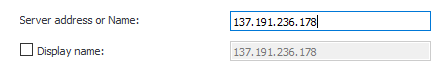 Server address or Name: 137.191.236.178
Display name: 137.191.236.178